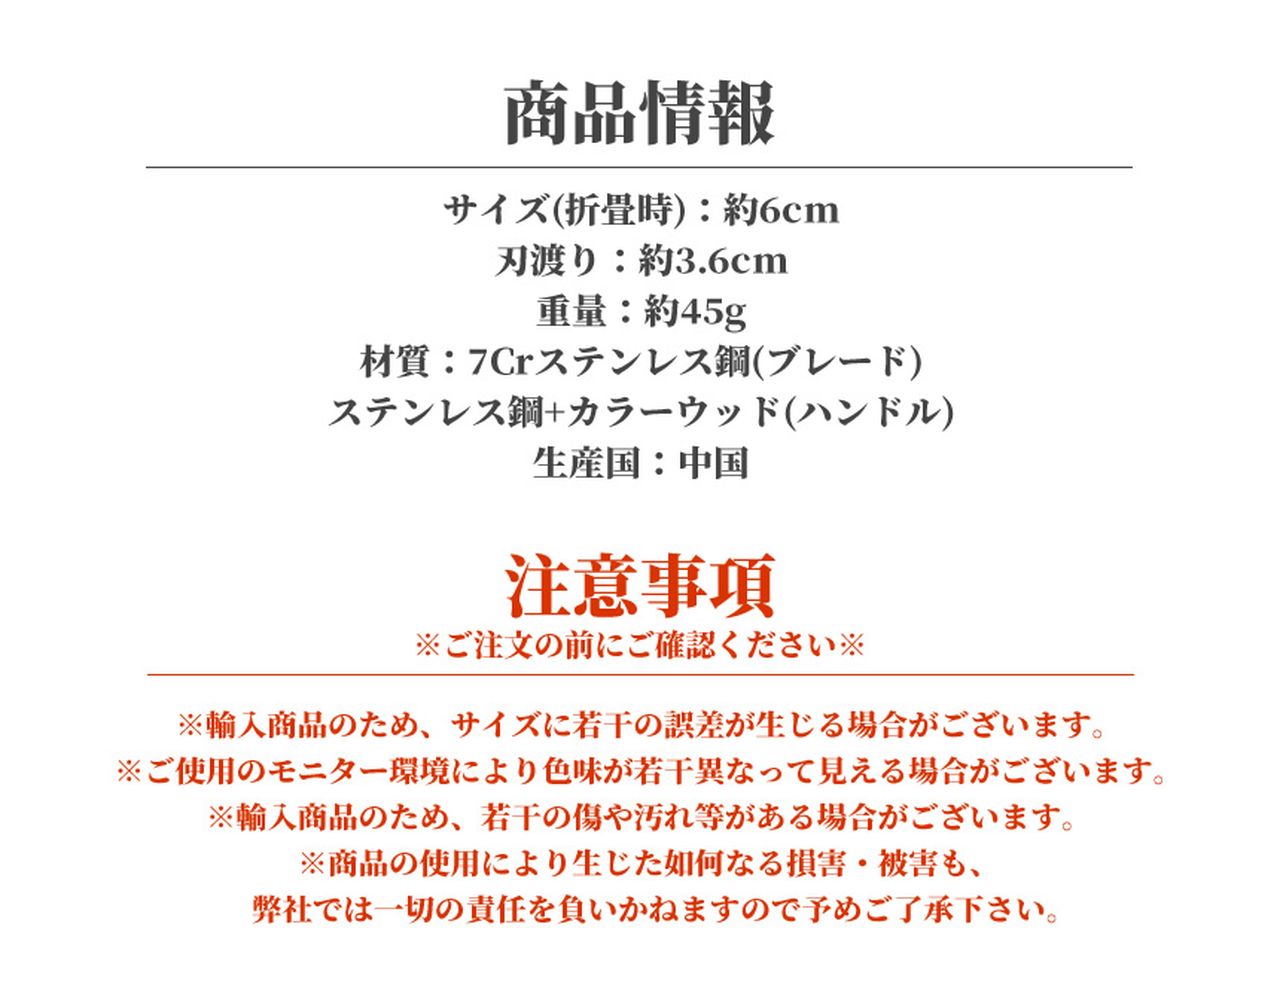 商品情報
サイズ(折畳時)：約6cm
刃渡り：約3.6cm
重量：約45g
材質：7Crステンレス鋼(ブレード)
ステンレス鋼+カラーウッド(ハンドル)
生産国：中国
注意事項
※ご注文の前にご確認ください※
※輸入商品のため、サイズに若干の誤差が生じる場合がございます。
※ご使用のモニター環境により色味が若干異なって見える場合がございます。
※輸入商品のため、若干の傷や汚れ等がある場合がございます。
※商品の使用により生じた如何なる損害・被害も、
弊社では一切の責任を負いかねますので予めご了承下さい。